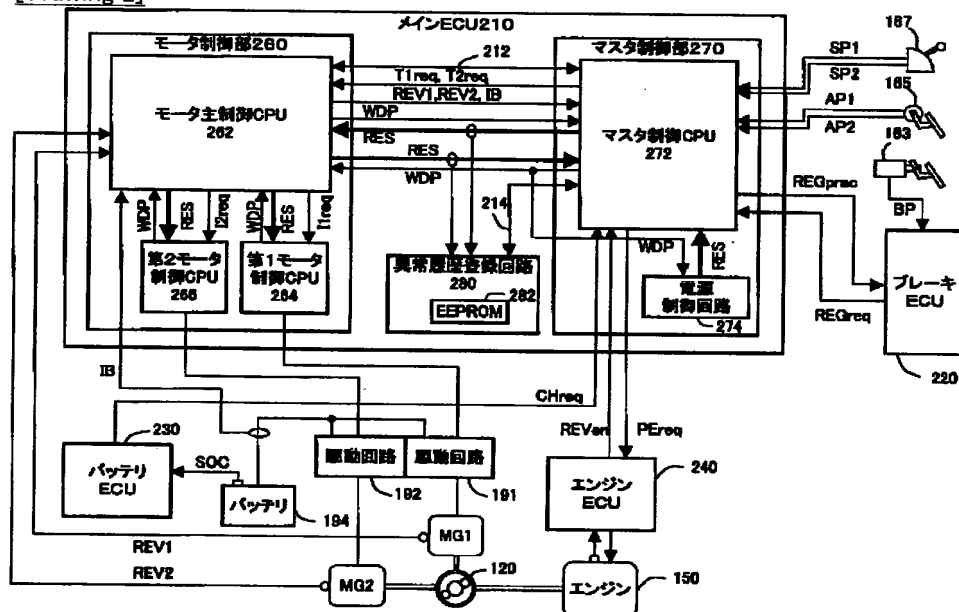 メインECU210
モータ制御部260
マスタ制御部270
212
T1req, T2req
REV1,REV2, IB
WDP
RES
RES
WDP
モータ主制御CPU
262
マスタ制御CPU
272
SP1
SP2
167
AP1
AP2
165
163
BP
REGprac
REGreq
ブレーキ
ECU
220
WDP
RES
I2req
WDP
RES
I1req
第2モータ
制御CPU
第1モータ
制御CPU
264
214
異常履歴登録回路
280
EEPROM
282
WDP
RES
電源
制御回路
274
IB
CHreq
230
バッテリ
ECU
SOC
バッテリ
194
駆動回路
192
駆動回路
191
REVen
PEreq
240
エンジン
ECU
REV1
REV2
MG1
MG2
120
エンジン
150